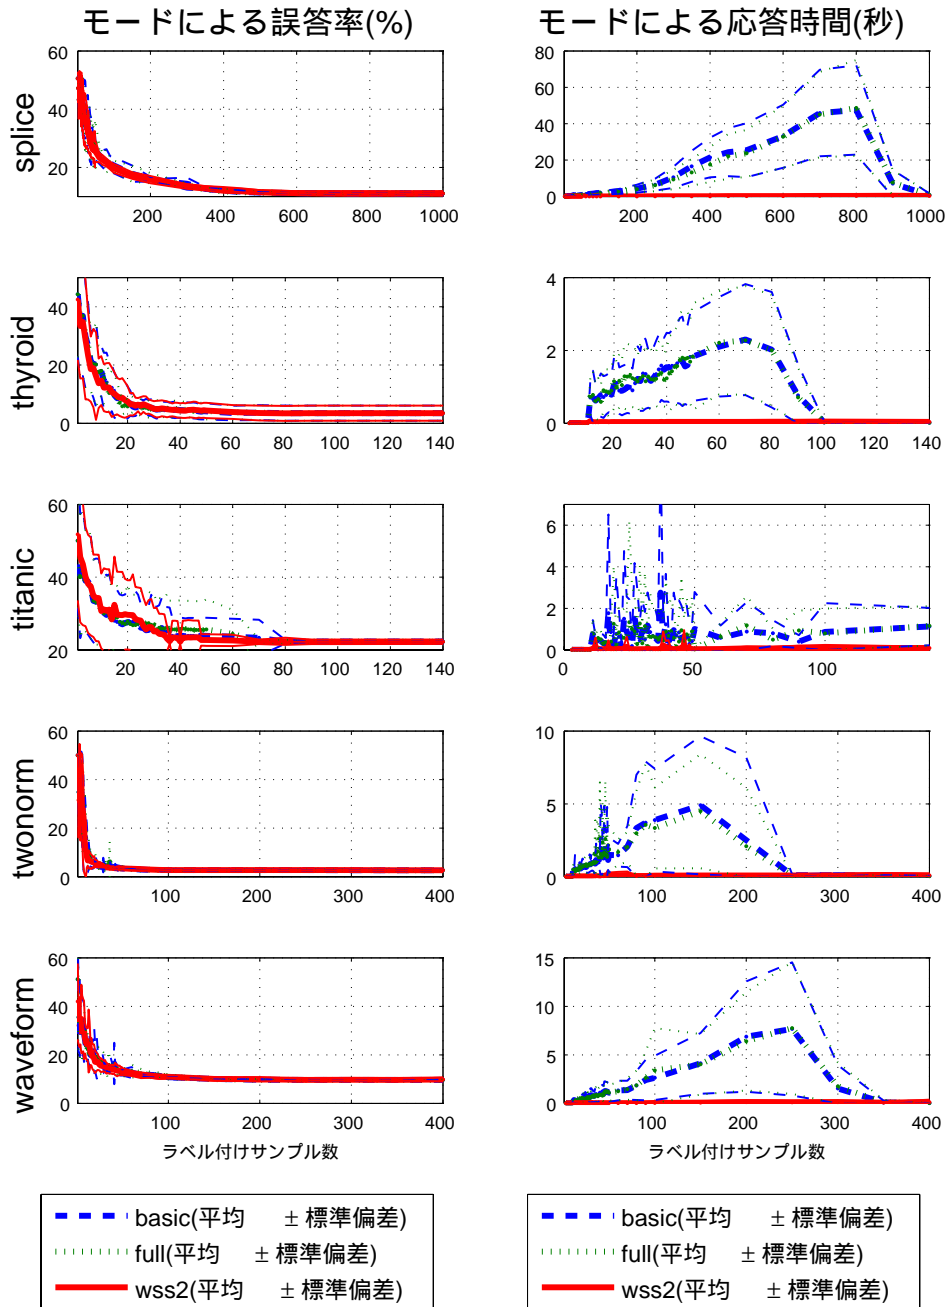 モードによる誤答率(%)
モードによる応答時間(秒)
splice
60
40
20
200 400 600 800 1000
80
60
40
20
0
200 400 600 800 1000
thyroid
40
20
0
20 40 60 80 100 120 140
4
2
0
20 40 60 80 100 120 140
titanic
60
40
20
20 40 60 80 100 120 140
6
4
2
0
0 50 100
twonorm
60
40
20
0
100 200 300 400
10
5
0
100 200 300 400
waveform
60
40
20
0
100 200 300 400
ラベル付けサンプル数
15
10
5
0
100 200 300 400
ラベル付けサンプル数
basic(平均 ± 標準偏差)
full(平均 ± 標準偏差)
wss2(平均 ± 標準偏差)
basic(平均 ± 標準偏差)
full(平均 ± 標準偏差)
wss2(平均 ± 標準偏差)